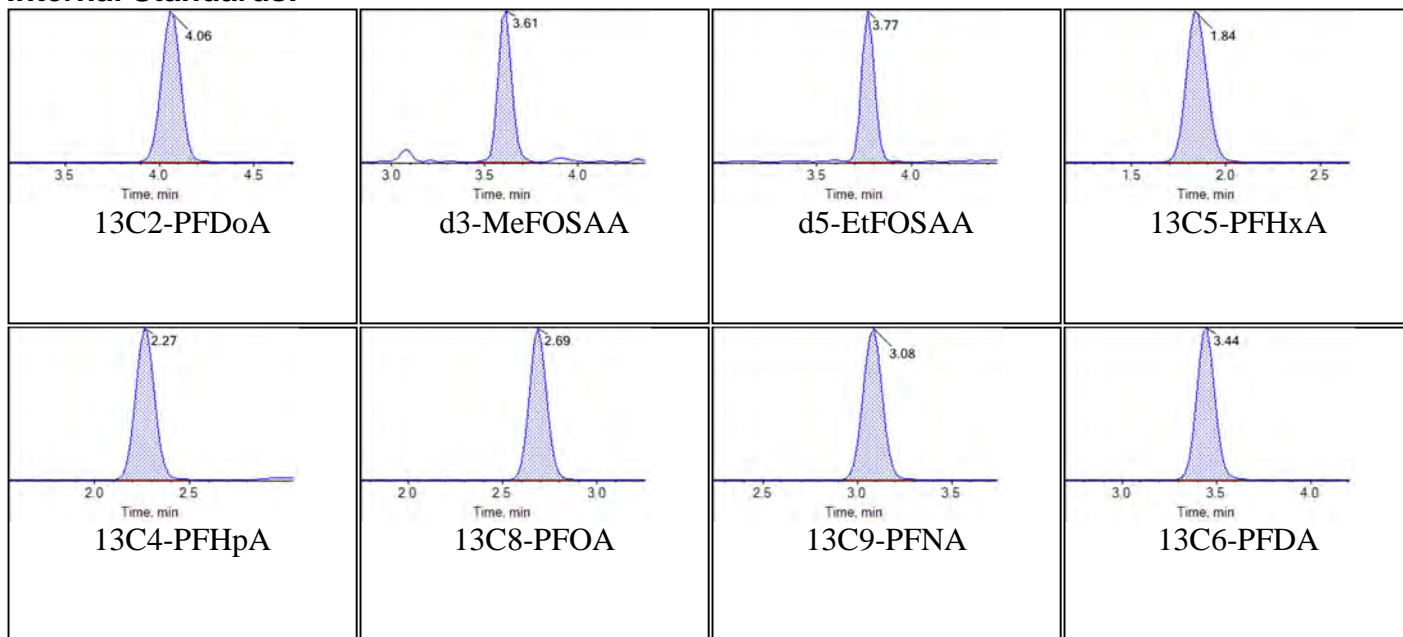 Internal Standards:
4.06
3.5 4.0 4.5
Time, min
13C2-PFDoA
3.61
3.0 3.5 4.0
Time, min
d3-MeFOSAA
3.77
3.5 4.0
Time, min
d5-EtFOSAA
1.84
1.5 2.0 2.5
Time, min
13C5-PFHxA
2.27
2.0 2.5
Time, min
13C4-PFHpA
2.69
2.0 2.5 3.0
Time, min
13C8-PFOA
3.08
2.5 3.0 3.5
Time, min
13C9-PFNA
3.44
3.0 3.5 4.0
Time, min
13C6-PFDA